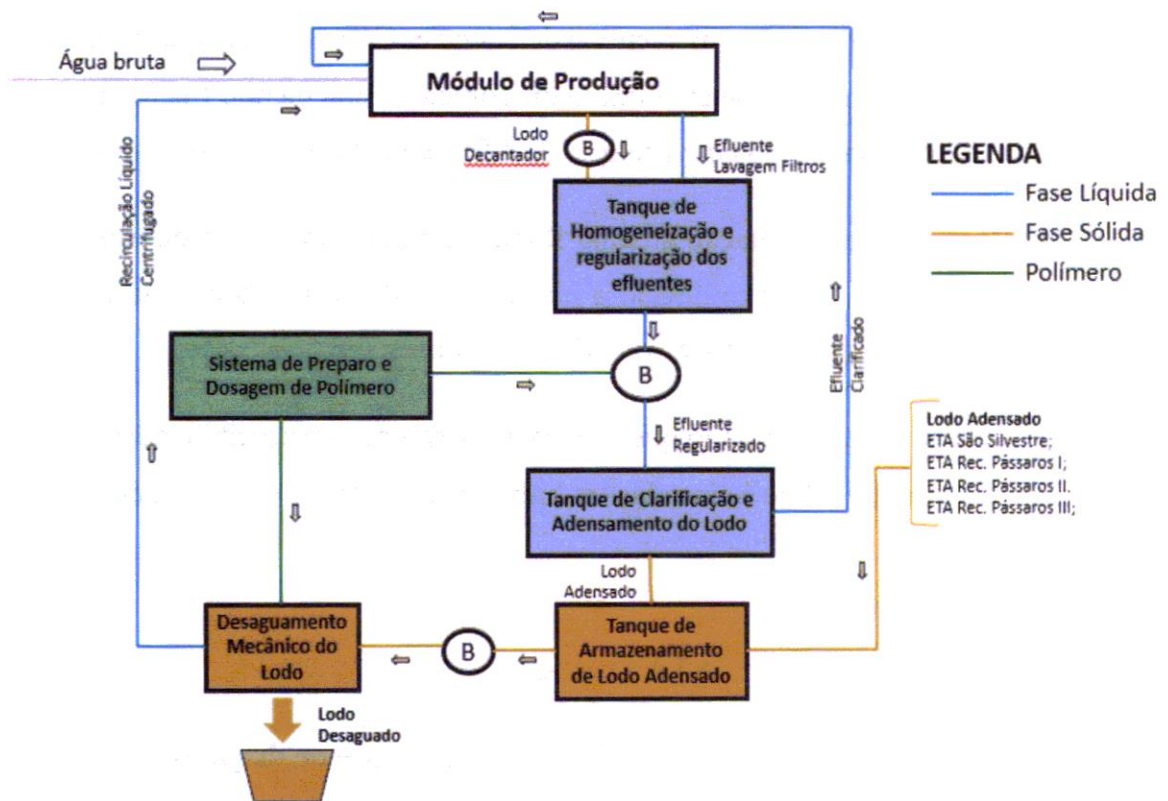 Água bruta
Módulo de Produção
Lodo
Decantador
B
Efluente
Lavagem Filtros
LEGENDA
Fase Líquida
Fase Sólida
Polímero
Recirculação Líquido
Centrifugado
Tanque de
Homogeneização e
regularização dos
efluentes
Sistema de Preparo e
Dosagem de Polímero
B
Efluente
Clarificado
Efluente
Regularizado
Lodo Adensado
ETA São Silvestre;
ETA Rec. Pássaros I;
ETA Rec. Pássaros II.
ETA Rec. Pássaros III;
Tanque de Clarificação e
Adensamento do Lodo
Lodo
Adensado
Desaguamento
Mecânico do
Lodo
B
Tanque de
Armazenamento
de Lodo Adensado
Lodo
Desaguado